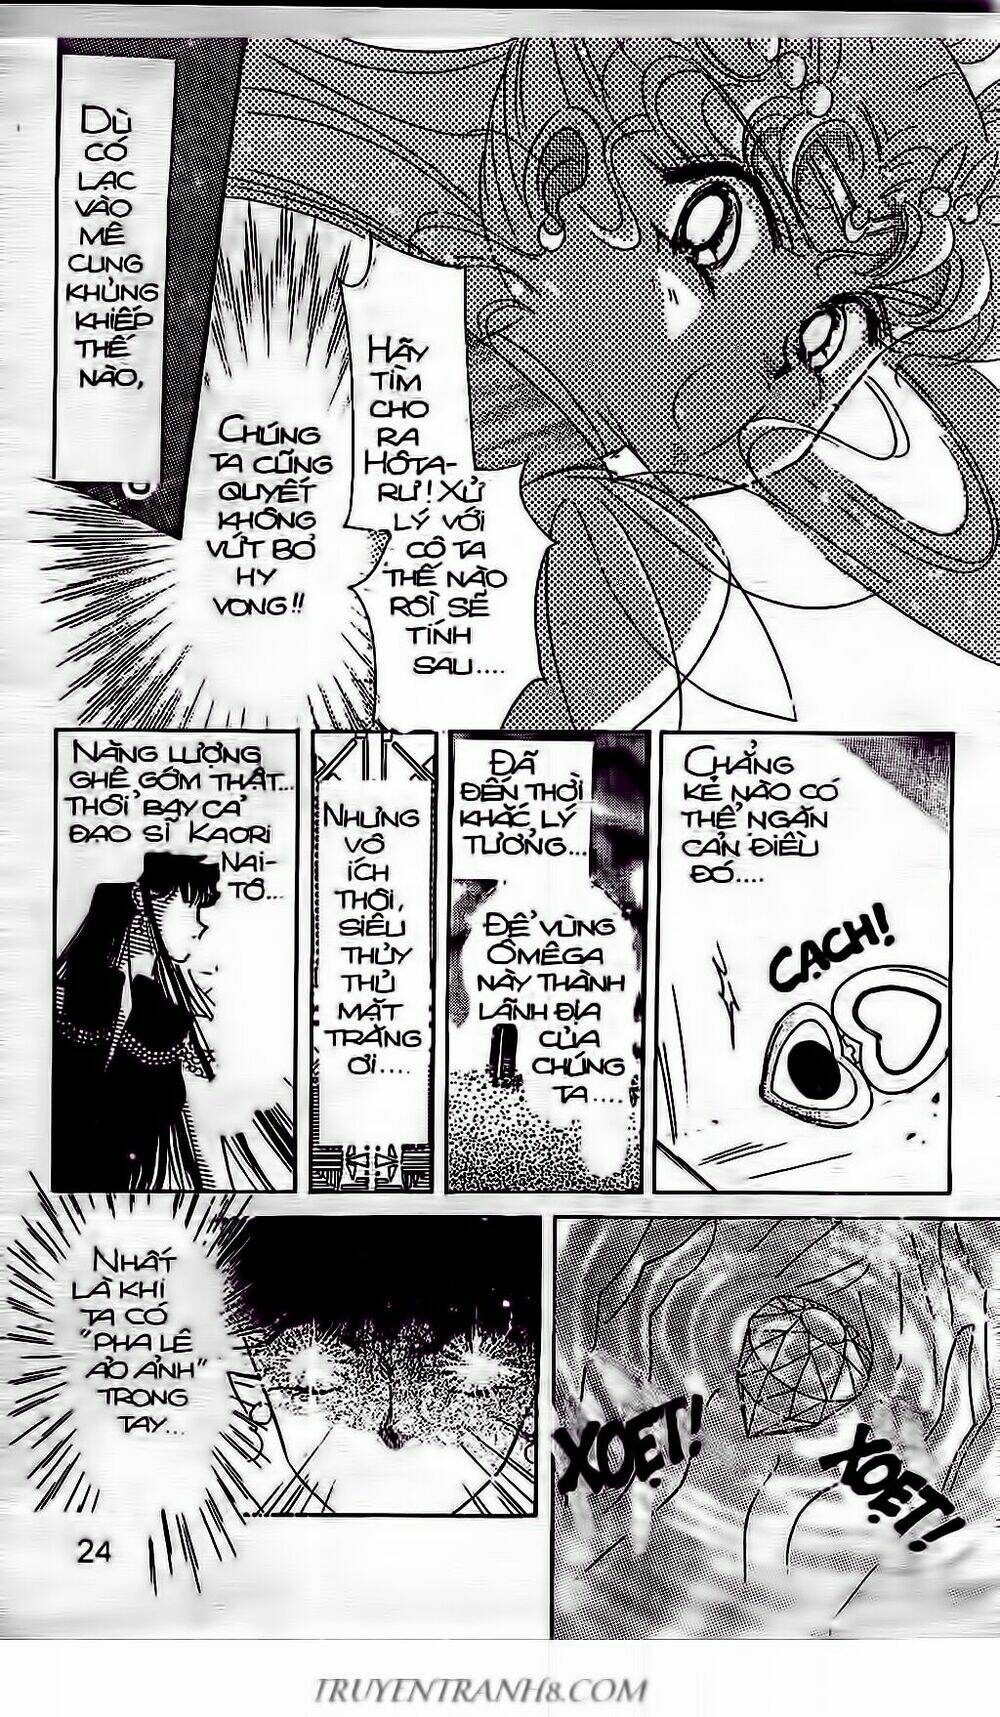 DÙ
CÓ
LẠC
VÀO
MÊ
CUNG
KHỦNG
KHIẾP
THẾ
NÀO,
CHÚNG
TA CŨNG
QUYẾT
KHÔNG
VỨT BỎ
HY
VONG!!
HÃY
TÌM
CHO
RA
HÔTA-
RƯ! XỬ
LÝ VỚI
CÔ TA
THẾ NÀO
RỒI SẼ
TÍNH
SAU....
NĂNG LƯỢNG
GHÊ GỚM THẬT...
THỔI BAY CẢ
ĐẠO SĨ KAORI
NAI-
TÔ...
NHƯNG
VÔ
ÍCH
THÔI,
SIÊU
THỦY
THỦ
MẶT
TRĂNG
ƠI....
ĐÃ
ĐẾN THỜI
KHẮC LÝ
TƯỞNG...
ĐỂ VÙNG
ÔMÊGA
NÀY THÀNH
LÃNH ĐỊA
CỦA
CHÚNG
TA....
CHẲNG
KẺ NÀO CÓ
THỂ NGĂN
CẢN ĐIỀU
ĐÓ....
CẠCH!
NHẤT
LÀ KHI
TA CÓ
"PHA LÊ
ẢO ẢNH"
TRONG
TAY...
XOẸT!
XOẸT!
24
TRUYENTRANH8.COM